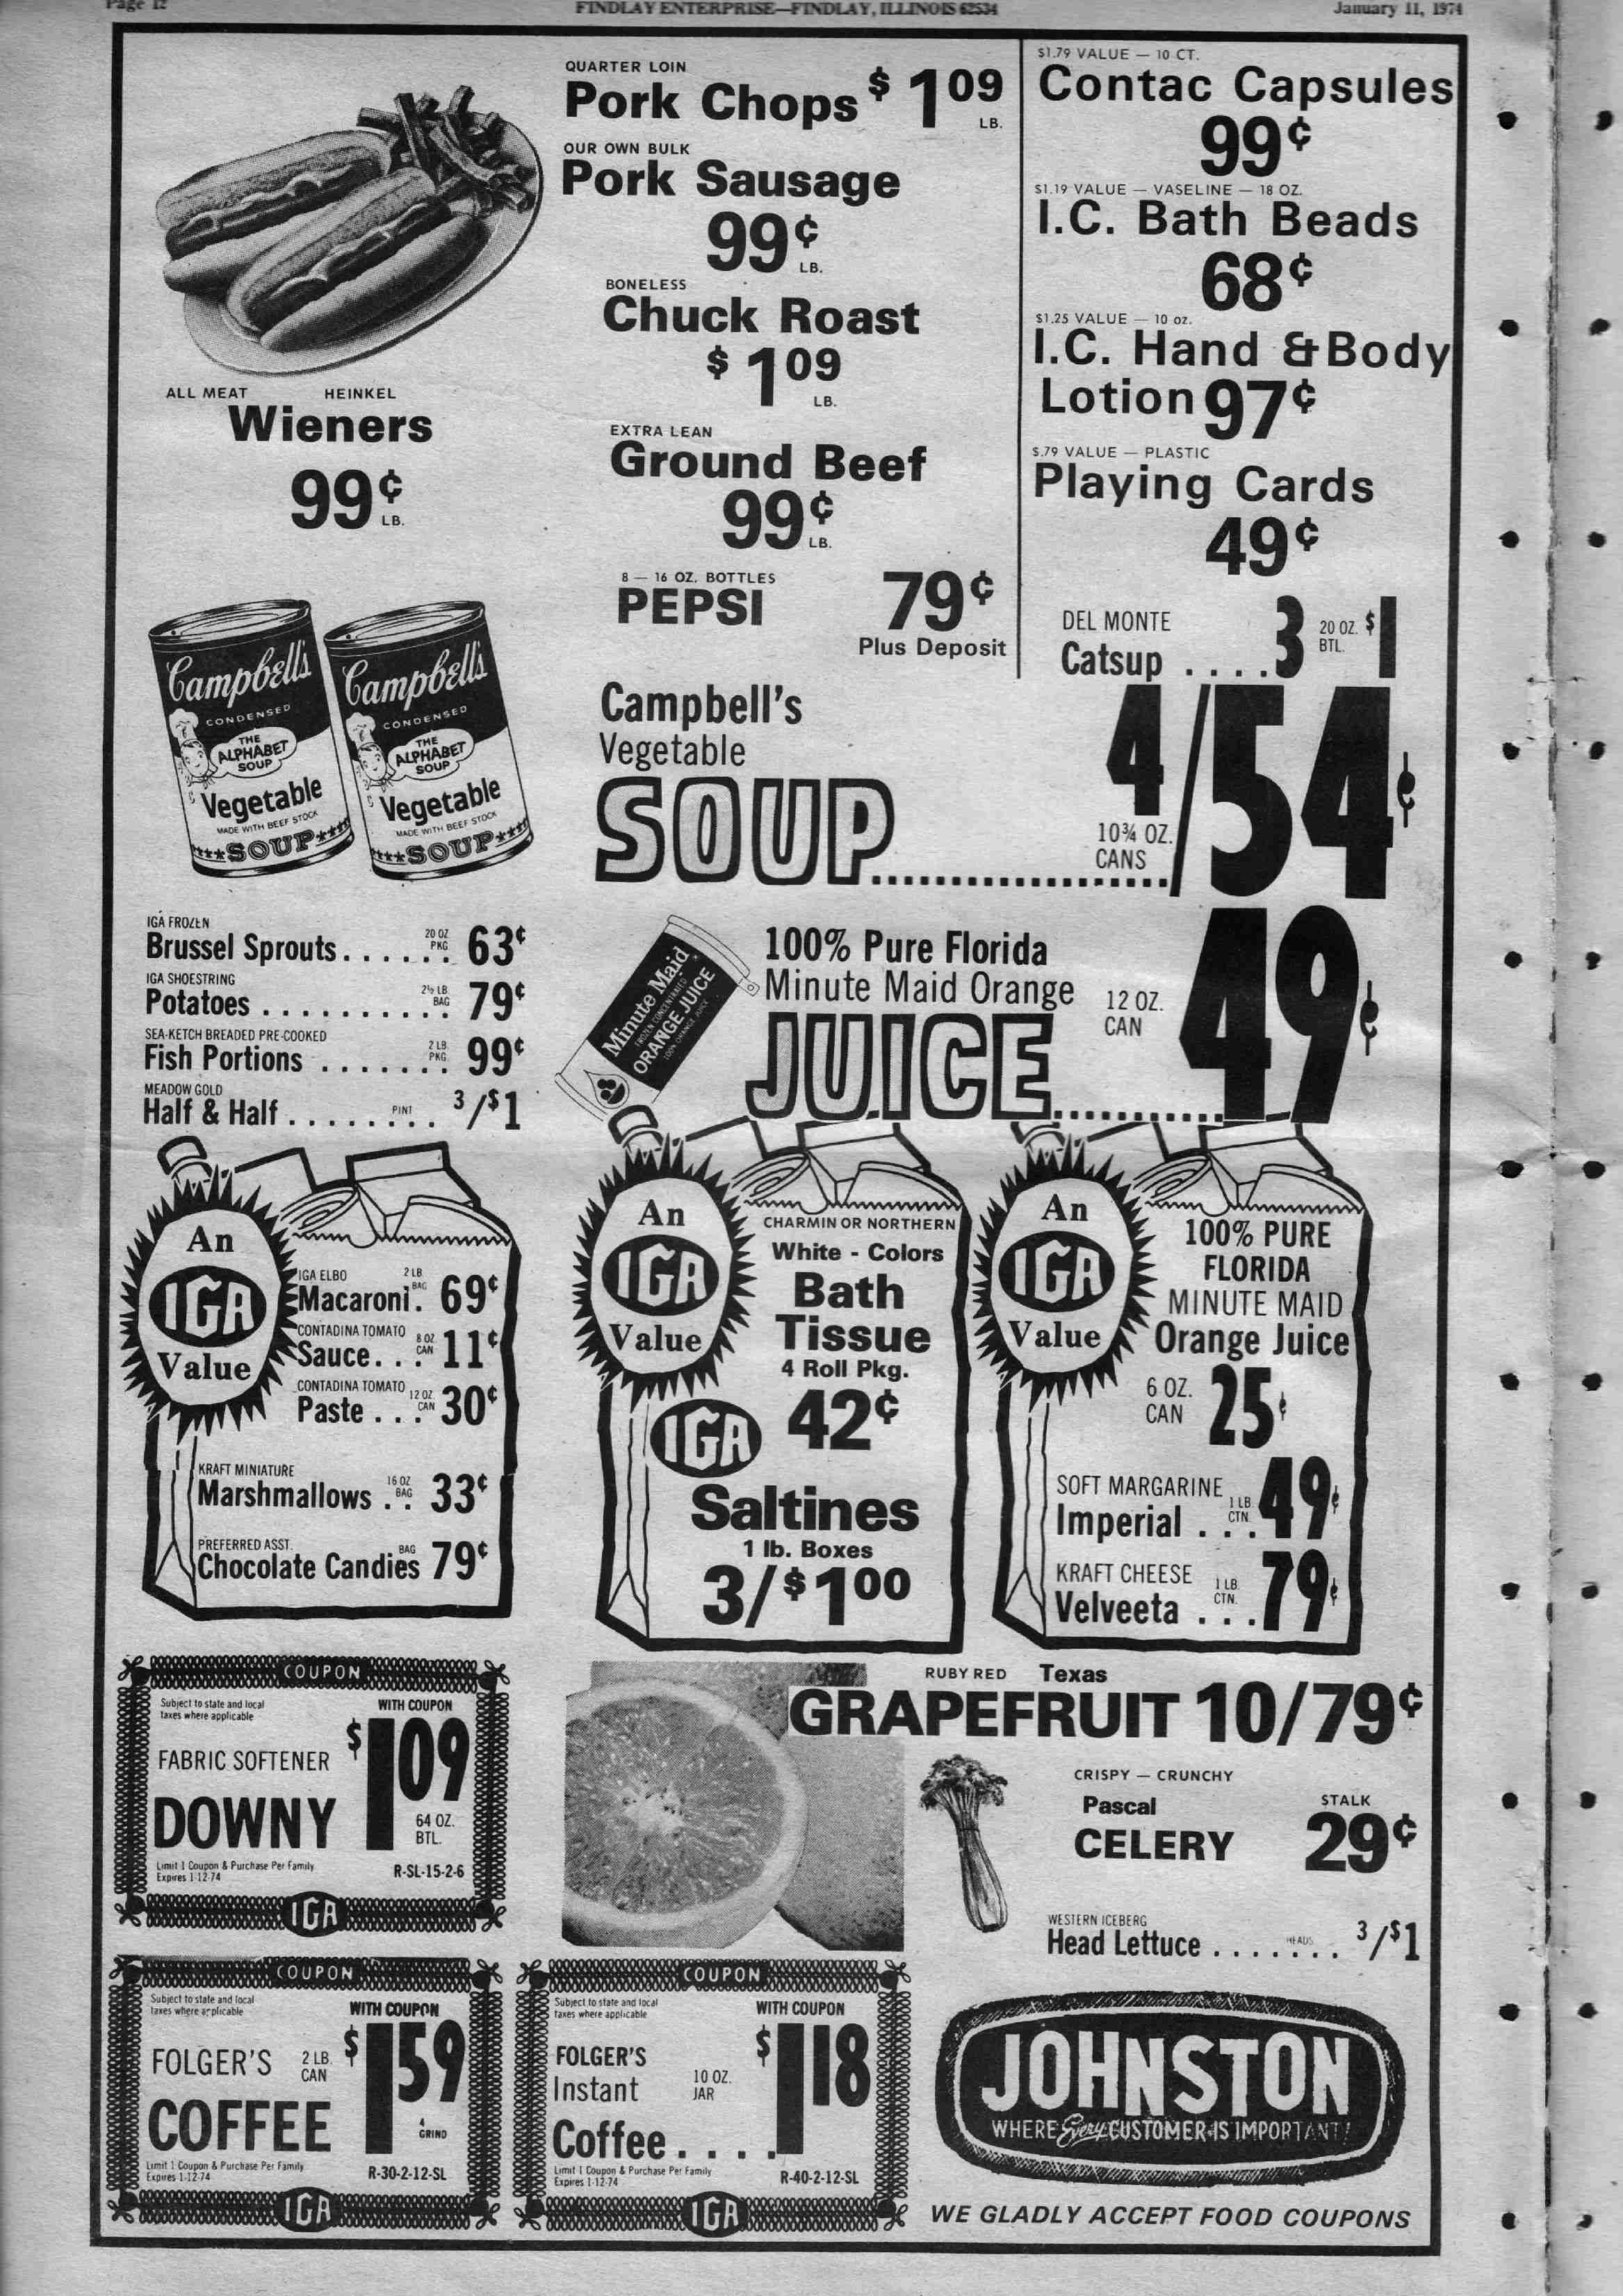 Page 12
FINDLAY ENTERPRISE—FINDLAY, ILLINOIS 62534
January 11, 1974
ALL MEAT HEINKEL
Wieners
99¢
LB.
QUARTER LOIN
Pork Chops $1 09
LB.
OUR OWN BULK
Pork Sausage
99¢
LB.
BONELESS
Chuck Roast
$1 09
LB.
EXTRA LEAN
Ground Beef
99¢
LB.
8 — 16 OZ. BOTTLES
PEPSI 79¢
Plus Deposit
$1.79 VALUE — 10 CT.
Contac Capsules
99¢
$1.19 VALUE — VASELINE — 18 OZ.
I.C. Bath Beads
68¢
$1.25 VALUE — 10 oz.
I.C. Hand & Body
Lotion 97¢
$.79 VALUE — PLASTIC
Playing Cards
49¢
DEL MONTE
Catsup .... 3 20 OZ. BTL. $1
Campbell's
CONDENSED
THE
ALPHABET
SOUP
Vegetable
MADE WITH BEEF STOCK
****SOUP****
Campbell's
CONDENSED
THE
ALPHABET
SOUP
Vegetable
MADE WITH BEEF STOCK
****SOUP****
Campbell's
Vegetable
SOUP
10¾ OZ.
CANS
4/54¢
IGA FROZEN
Brussel Sprouts...... 20 OZ PKG 63¢
IGA SHOESTRING
Potatoes .......... 2½ LB. BAG 79¢
SEA-KETCH BREADED PRE-COOKED
Fish Portions ....... 2 LB. PKG. 99¢
MEADOW GOLD
Half & Half ........ PINT 3/$1
Minute Maid
FROZEN CONCENTRATED
ORANGE JUICE
100% ORANGE JUICE
100% Pure Florida
Minute Maid Orange
JUICE
12 OZ.
CAN
49¢
An
IGA
Value
IGA ELBO
Macaroni. 2 LB. BAG 69¢
CONTADINA TOMATO
Sauce... 8 OZ. CAN 11¢
CONTADINA TOMATO
Paste ... 12 OZ. CAN 30¢
KRAFT MINIATURE
Marshmallows .. 16 OZ BAG 33¢
PREFERRED ASST.
Chocolate Candies BAG 79¢
An
IGA
Value
CHARMIN OR NORTHERN
White - Colors
Bath
Tissue
4 Roll Pkg.
42¢
IGA
Saltines
1 lb. Boxes
3/$1 00
An
IGA
Value
100% PURE
FLORIDA
MINUTE MAID
Orange Juice
6 OZ.
CAN
25¢
SOFT MARGARINE
Imperial ... 1 LB. CTN. 49¢
KRAFT CHEESE
Velveeta ... 1 LB. CTN. 79¢
COUPON
Subject to state and local
taxes where applicable
WITH COUPON
FABRIC SOFTENER
DOWNY
$1 09
64 OZ.
BTL.
Limit 1 Coupon & Purchase Per Family
Expires 1-12-74
R-SL-15-2-6
IGA
RUBY RED Texas
GRAPEFRUIT 10/79¢
CRISPY — CRUNCHY
Pascal
CELERY
STALK
29¢
WESTERN ICEBERG
Head Lettuce ....... HEADS 3/$1
COUPON
Subject to state and local
taxes where applicable
WITH COUPON
FOLGER'S 2 LB. CAN
COFFEE
$1 59
4
GRIND
Limit 1 Coupon & Purchase Per Family
Expires 1-12-74
R-30-2-12-SL
IGA
COUPON
Subject to state and local
taxes where applicable
WITH COUPON
FOLGER'S
Instant 10 OZ. JAR
Coffee....
$1 18
Limit 1 Coupon & Purchase Per Family
Expires 1-12-74
R-40-2-12-SL
IGA
JOHNSTON
WHERE Every CUSTOMER IS IMPORTANT!
WE GLADLY ACCEPT FOOD COUPONS